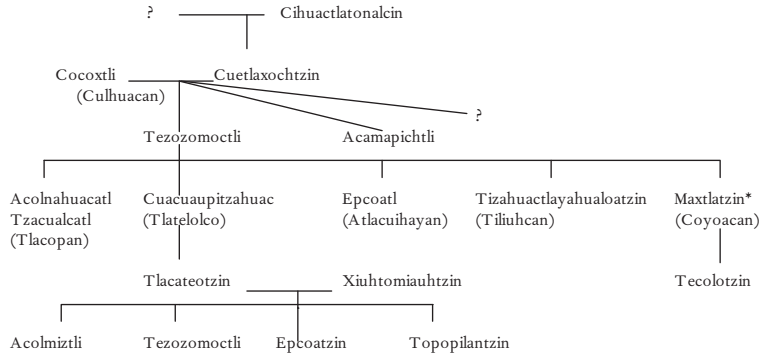 ? Cihuactlatonalcin
Cocoxtli Cuetlaxochtzin
(Culhuacan)
?
Tezozomoctli Acamapichtli
Acolnahuacatl Cuacuaupitzahuac Epcoatl Tizahuactlayahualoatzin Maxtlatzin*
Tzacualcatl (Tlatelolco) (Atlacuihayan) (Tiliuhcan) (Coyoacan)
(Tlacopan)
Tlacateotzin Xiuhtomiauhtzin Tecolotzin
Acolmiztli Tezozomoctli Epcoatzin Topopilantzin